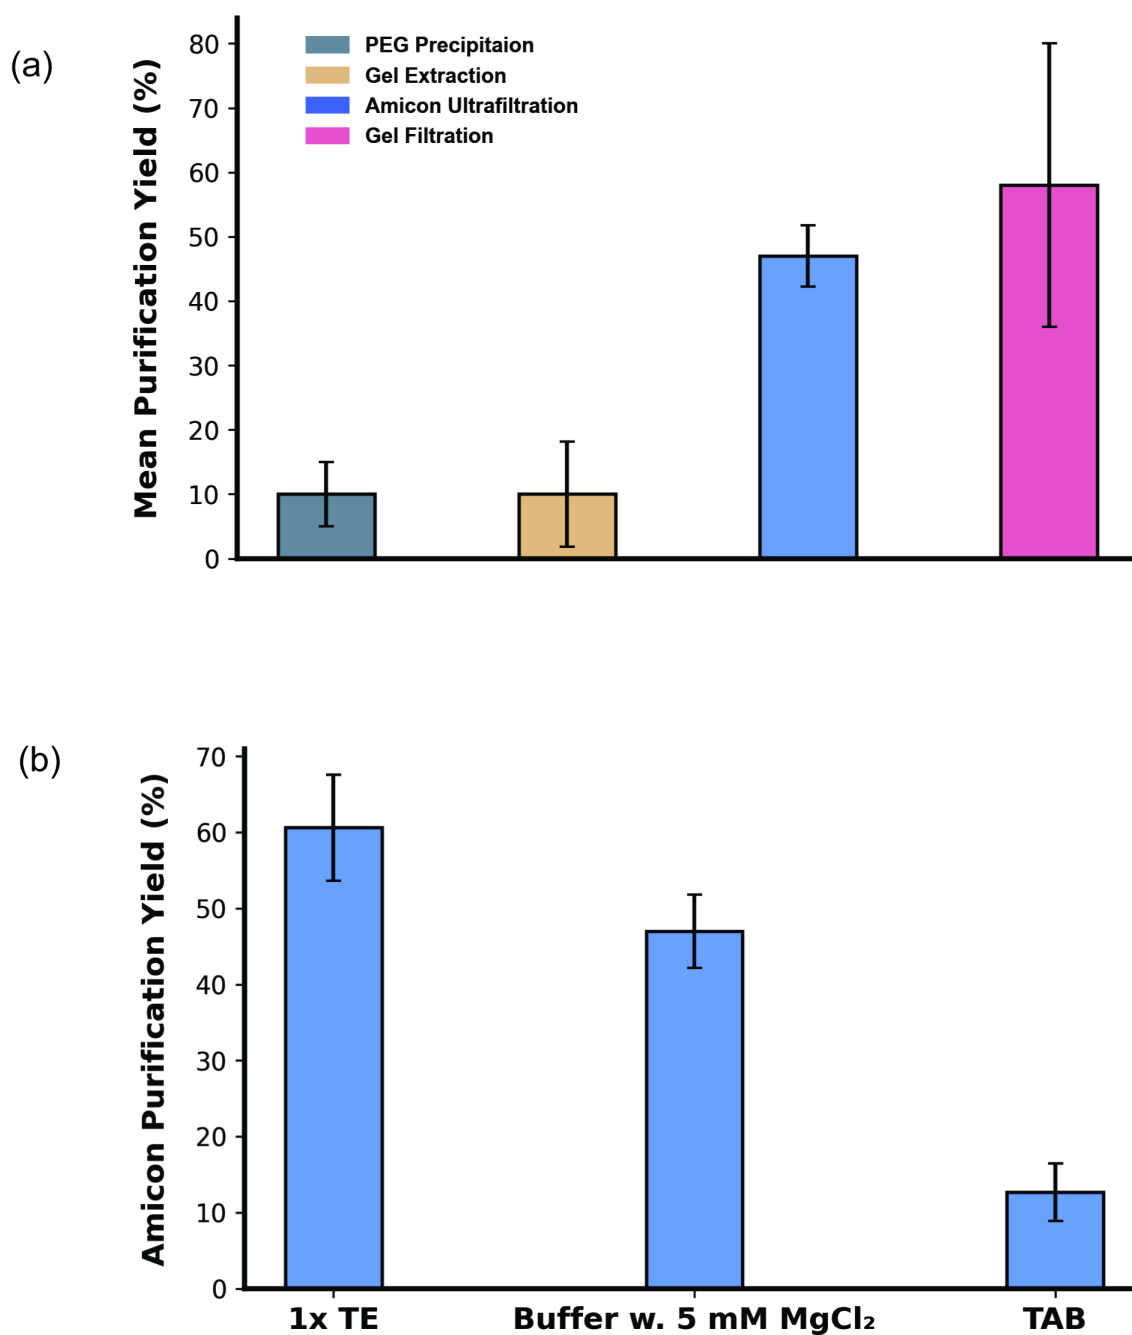 (a)
Mean Purification Yield (%)
80
70
60
50
40
30
20
10
0
PEG Precipitaion
Gel Extraction
Amicon Ultrafiltration
Gel Filtration
(b)
Amicon Purification Yield (%)
70
60
50
40
30
20
10
0
1x TE
Buffer w. 5 mM MgCl₂
TAB